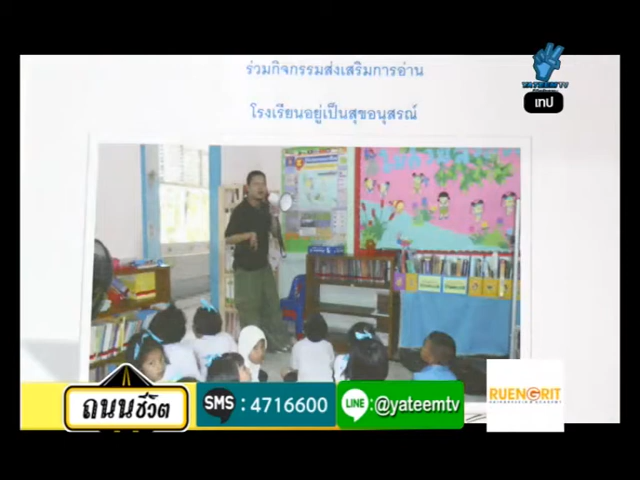 ร่วมกิจกรรมส่งเสริมการอ่าน
YATEEMTV
เทป
โรงเรียนอยู่เป็นสุขอนุสรณ์
ถนนชีวิต
SMS : 4716600
LINE :@yateemtv
RUENGRIT